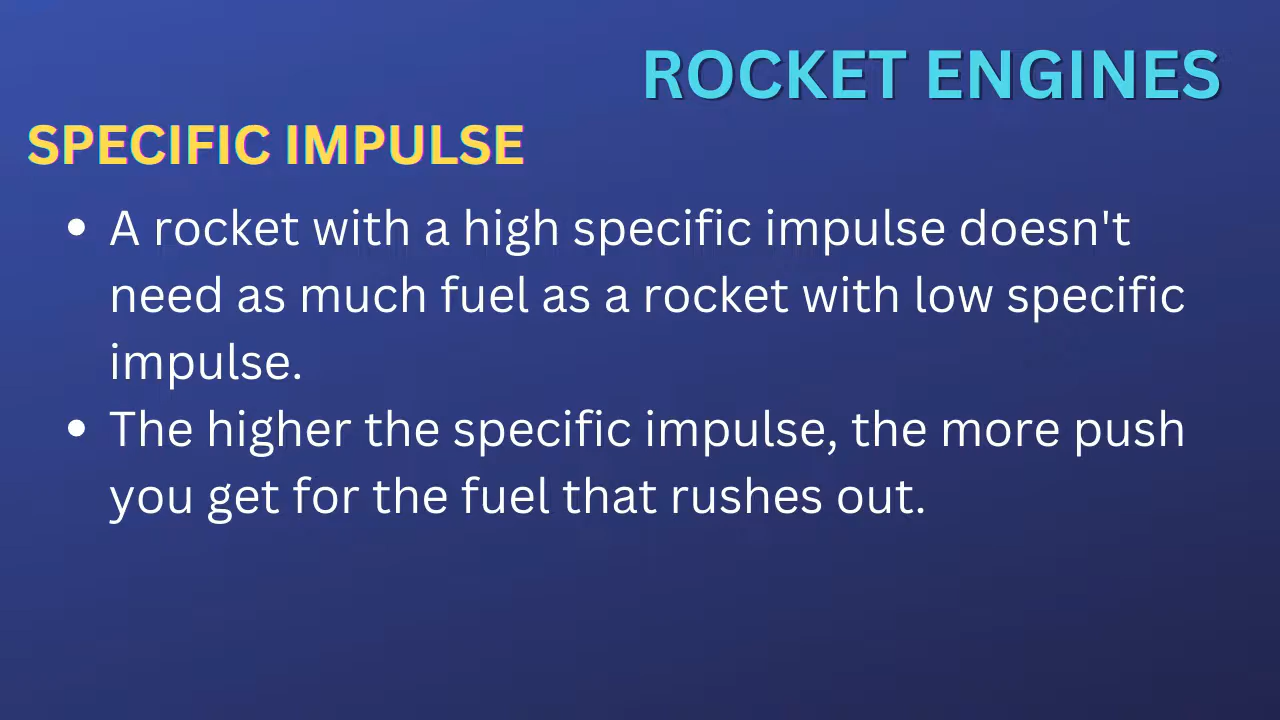 ROCKET ENGINES
SPECIFIC IMPULSE
• A rocket with a high specific impulse doesn't
need as much fuel as a rocket with low specific
impulse.
• The higher the specific impulse, the more push
you get for the fuel that rushes out.